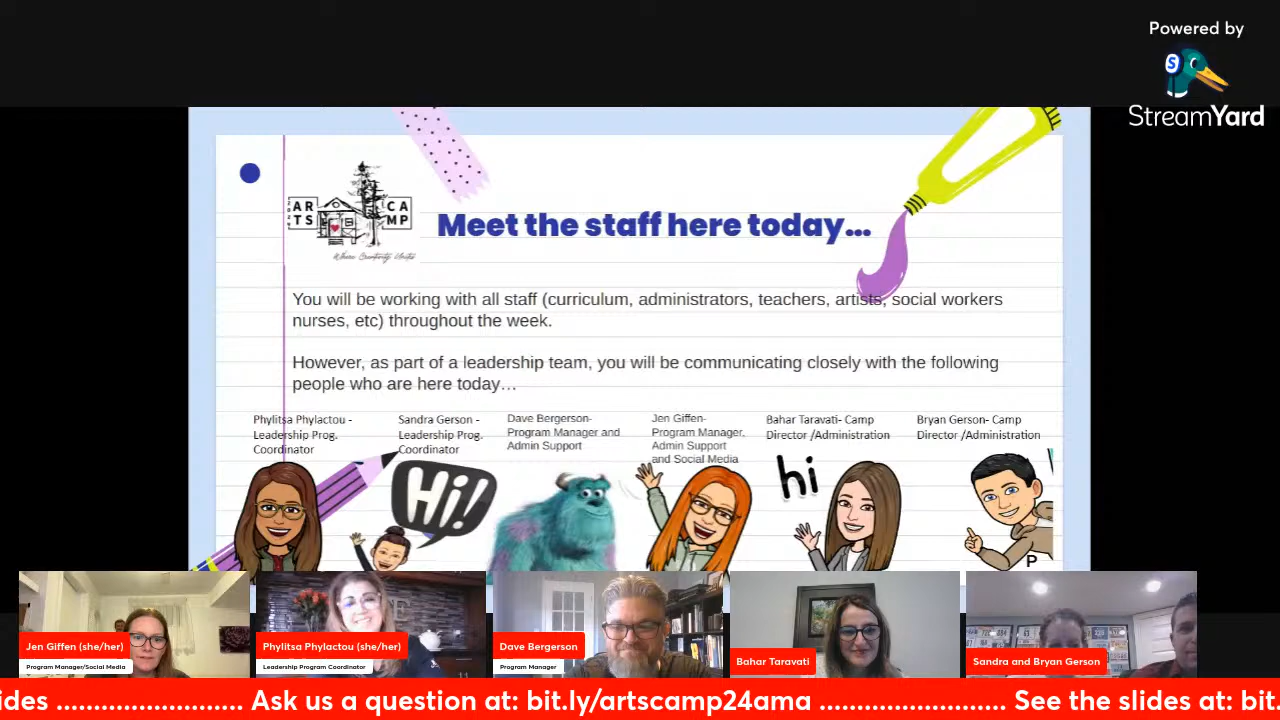 Powered by
StreamYard
AR CA
TS MP
Where Creativity Unites
Meet the staff here today...
You will be working with all staff (curriculum, administrators, teachers, artists, social workers
nurses, etc) throughout the week.
However, as part of a leadership team, you will be communicating closely with the following
people who are here today…
Phylitsa Phylactou -
Leadership Prog.
Coordinator
Sandra Gerson -
Leadership Prog.
Coordinator
Dave Bergerson-
Program Manager and
Admin Support
Jen Giffen-
Program Manager,
Admin Support
and Social Media
Bahar Taravati- Camp
Director /Administration
Bryan Gerson- Camp
Director /Administration
Hi!
hi
P
Jen Giffen (she/her)
Program Manager/Social Media
Phylitsa Phylactou (she/her)
Leadership Program Coordinator
Dave Bergerson
Program Manager
Bahar Taravati
Sandra and Bryan Gerson
ides ......................... Ask us a question at: bit.ly/artscamp24ama .......................... See the slides at: bit.